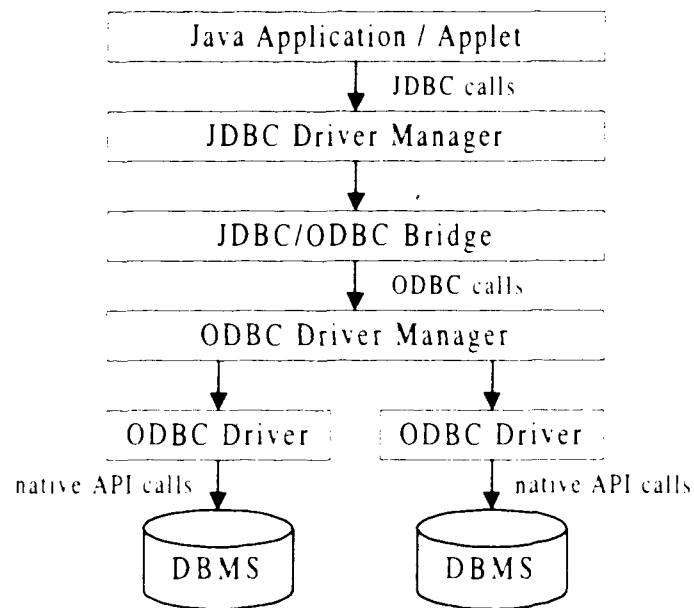 Java Application / Applet
JDBC calls
JDBC Driver Manager
JDBC/ODBC Bridge
ODBC calls
ODBC Driver Manager
ODBC Driver
ODBC Driver
native API calls
native API calls
DBMS
DBMS